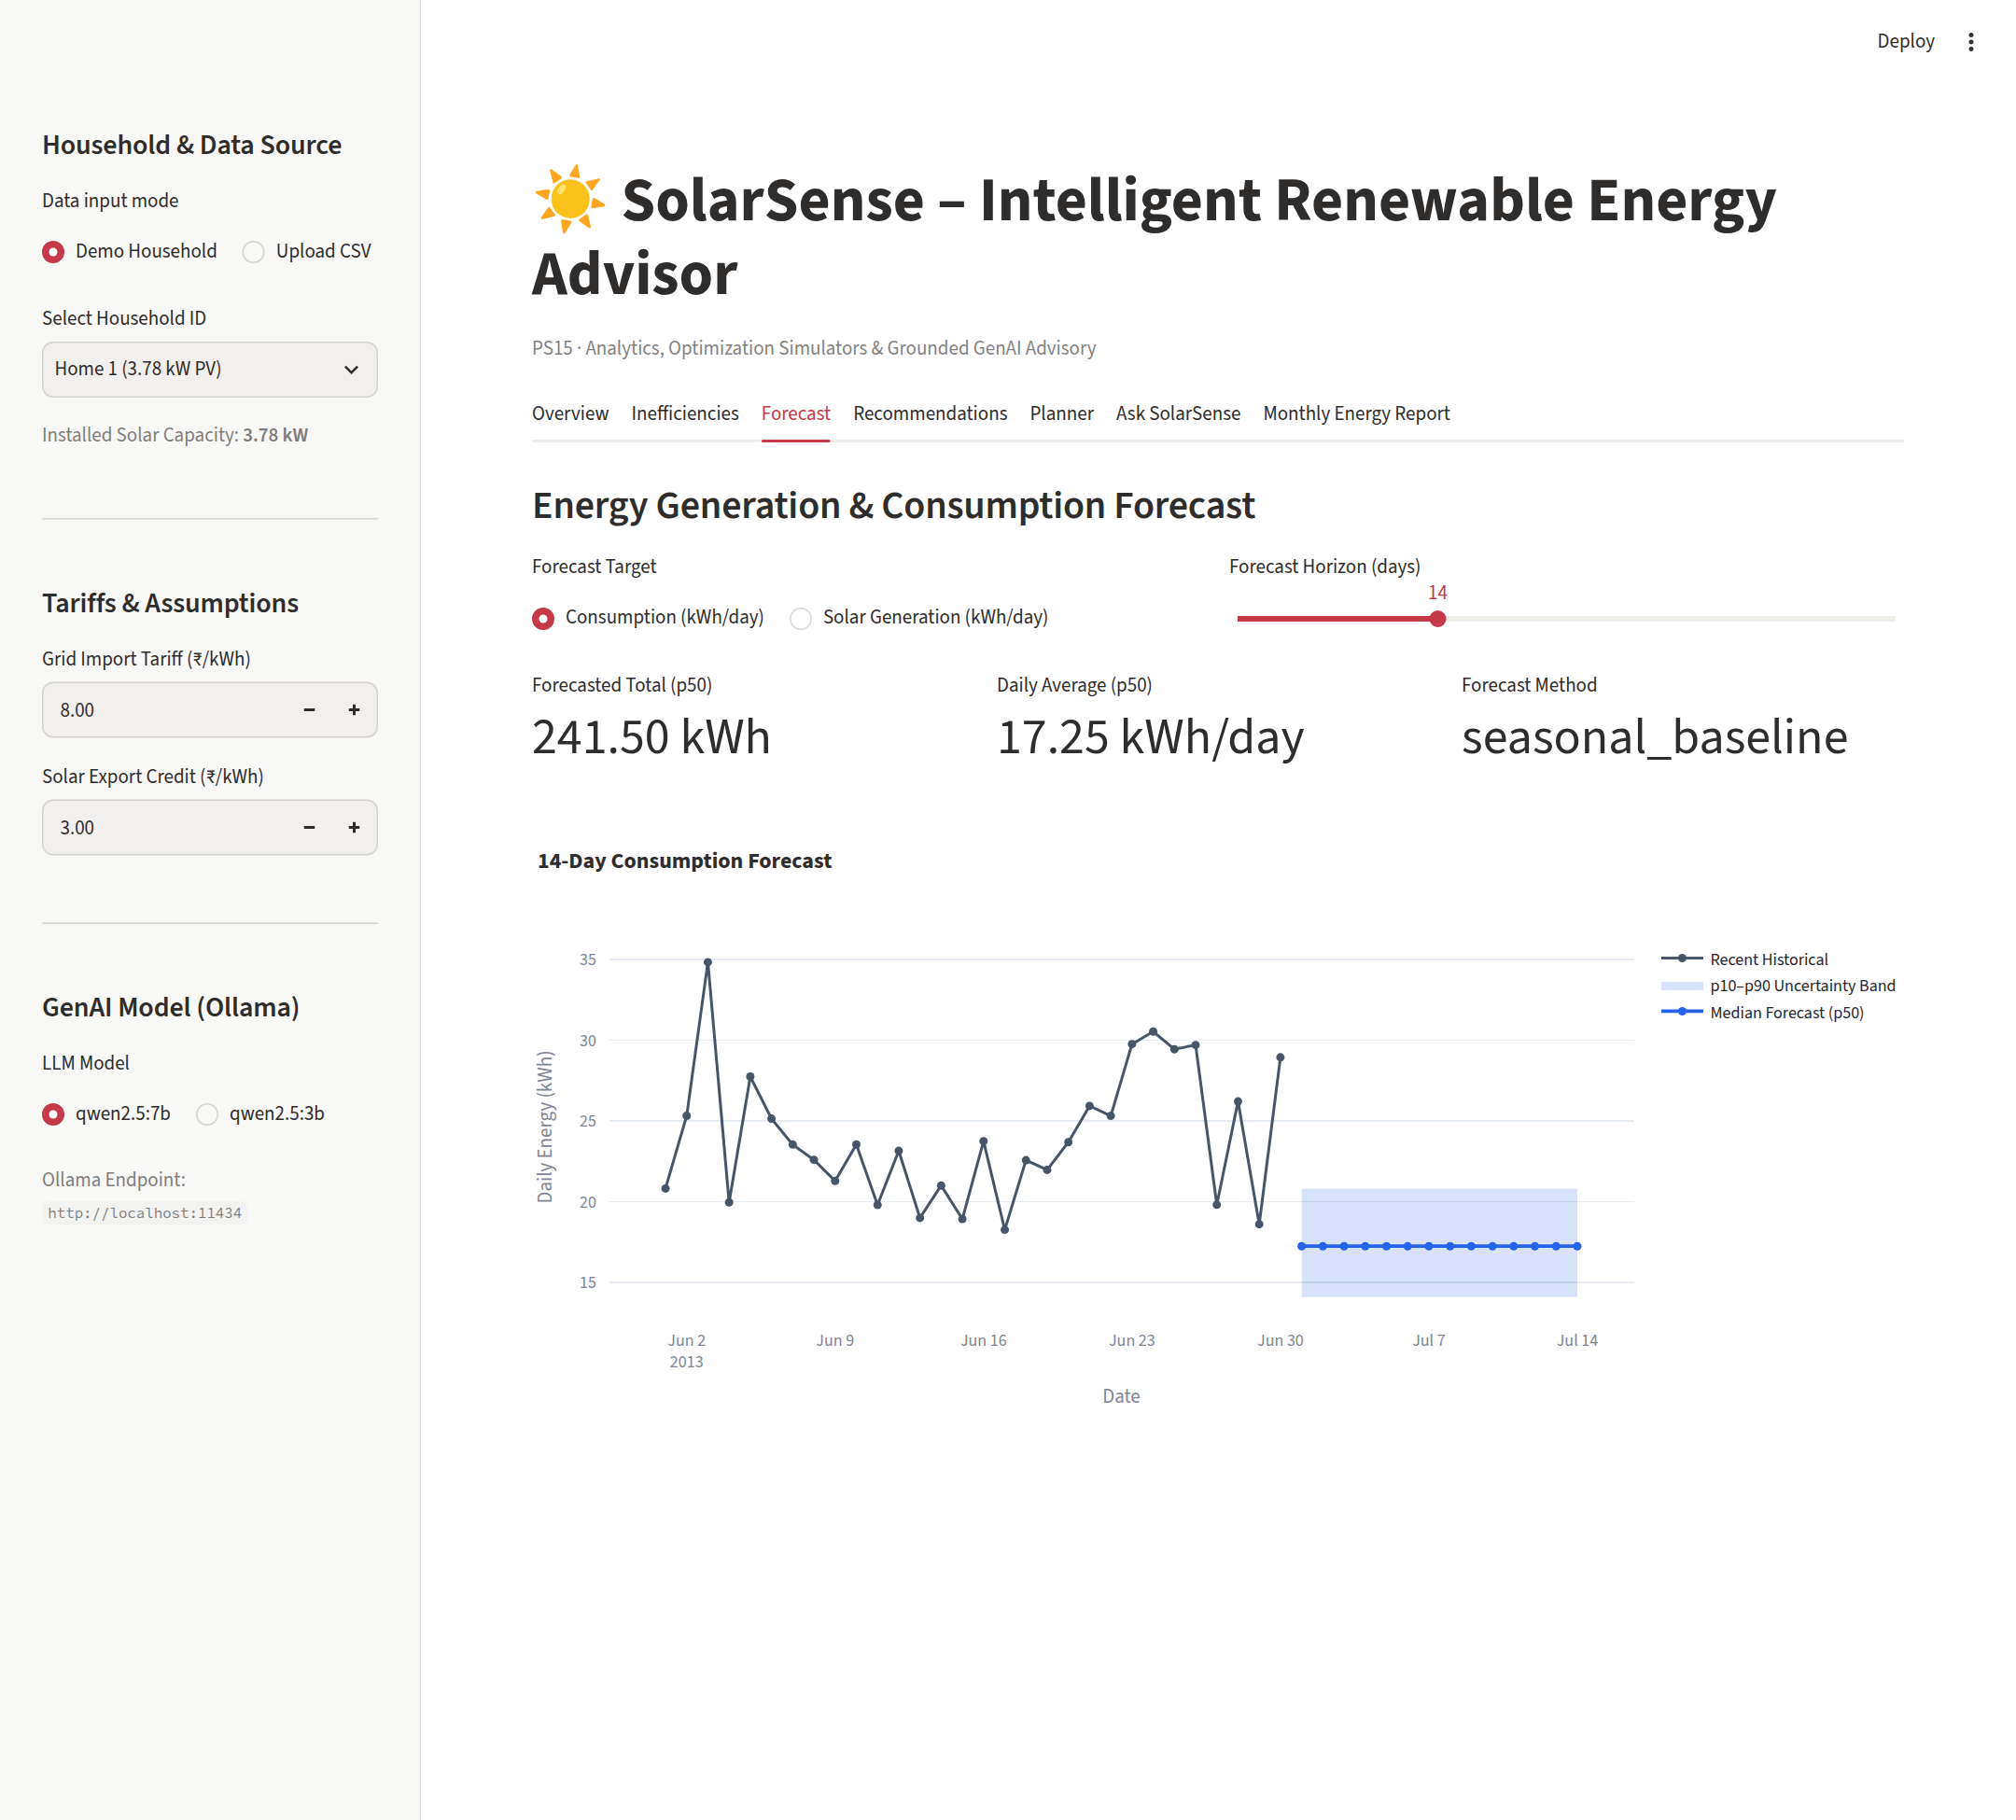 Deploy
Household & Data Source
Data input mode
Demo Household
Upload CSV
Select Household ID
Home 1 (3.78 kW PV)
Installed Solar Capacity: 3.78 kW
Tariffs & Assumptions
Grid Import Tariff (₹/kWh)
8.00
Solar Export Credit (₹/kWh)
3.00
GenAI Model (Ollama)
LLM Model
qwen2.5:7b
qwen2.5:3b
Ollama Endpoint:
http://localhost:11434
SolarSense – Intelligent Renewable Energy
Advisor
PS15 · Analytics, Optimization Simulators & Grounded GenAI Advisory
Overview Inefficiencies Forecast Recommendations Planner Ask SolarSense Monthly Energy Report
Energy Generation & Consumption Forecast
Forecast Target
Consumption (kWh/day) Solar Generation (kWh/day)
Forecast Horizon (days)
14
Forecasted Total (p50)
241.50 kWh
Daily Average (p50)
17.25 kWh/day
Forecast Method
seasonal_baseline
14-Day Consumption Forecast
Daily Energy (kWh)
35
30
25
20
15
Jun 2 Jun 9 Jun 16 Jun 23 Jun 30 Jul 7 Jul 14
2013
Date
Recent Historical
p10–p90 Uncertainty Band
Median Forecast (p50)